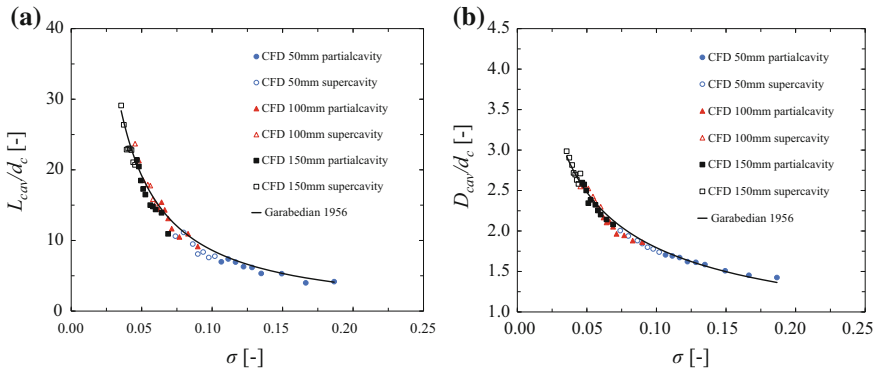 (a)
40
30
20
10
0
L_cav/d_c [-]
CFD 50mm partialcavity
CFD 50mm supercavity
CFD 100mm partialcavity
CFD 100mm supercavity
CFD 150mm partialcavity
CFD 150mm supercavity
Garabedian 1956
0.00 0.05 0.10 0.15 0.20 0.25
σ [-]
(b)
4.5
4.0
3.5
3.0
2.5
2.0
1.5
1.0
D_cav/d_c [-]
CFD 50mm partialcavity
CFD 50mm supercavity
CFD 100mm partialcavity
CFD 100mm supercavity
CFD 150mm partialcavity
CFD 150mm supercavity
Garabedian 1956
0.00 0.05 0.10 0.15 0.20 0.25
σ [-]